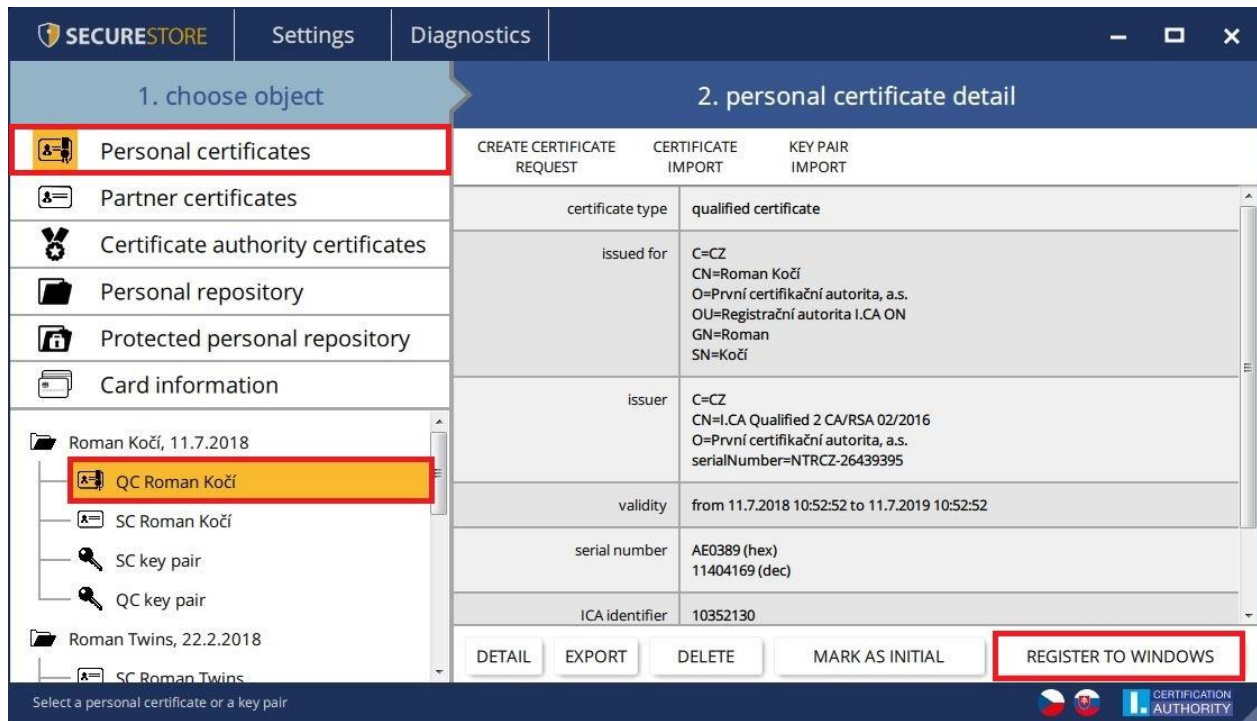 SECURESTORE
Settings
Diagnostics
1. choose object
2. personal certificate detail
Personal certificates
Partner certificates
Certificate authority certificates
Personal repository
Protected personal repository
Card information
Roman Kočí, 11.7.2018
QC Roman Kočí
SC Roman Kočí
SC key pair
QC key pair
Roman Twins, 22.2.2018
SC Roman Twins
CREATE CERTIFICATE
REQUEST
CERTIFICATE
IMPORT
KEY PAIR
IMPORT
certificate type
qualified certificate
issued for
C=CZ
CN=Roman Kočí
O=První certifikační autorita, a.s.
OU=Registrační autorita I.CA ON
GN=Roman
SN=Kočí
issuer
C=CZ
CN=I.CA Qualified 2 CA/RSA 02/2016
O=První certifikační autorita, a.s.
serialNumber=NTRCZ-26439395
validity
from 11.7.2018 10:52:52 to 11.7.2019 10:52:52
serial number
AE0389 (hex)
11404169 (dec)
ICA identifier
10352130
DETAIL
EXPORT
DELETE
MARK AS INITIAL
REGISTER TO WINDOWS
Select a personal certificate or a key pair
I.
CERTIFICATION
AUTHORITY